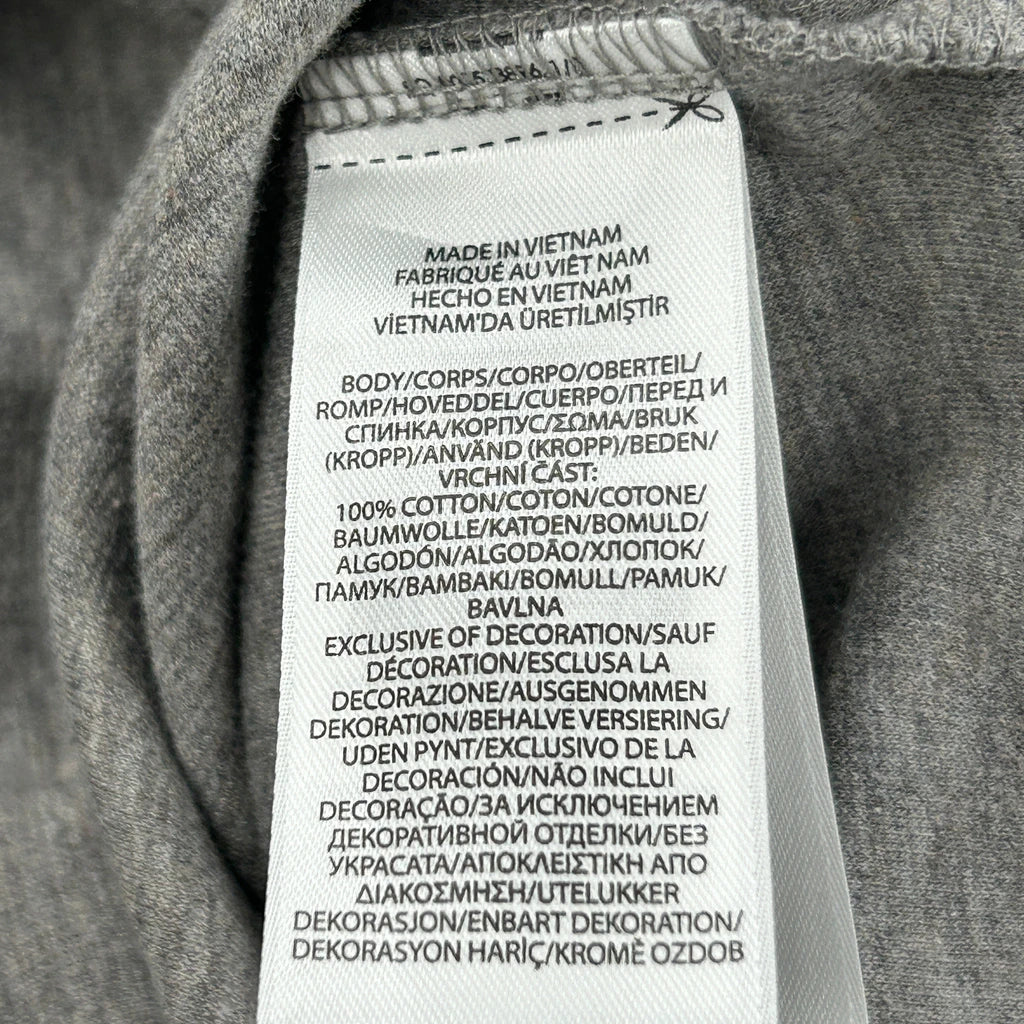 MADE IN VIETNAM
FABRIQUÉ AU VIÊT NAM
HECHO EN VIETNAM
VİETNAM'DA ÜRETİLMİŞTİR
BODY/CORPS/CORPO/OBERTEIL/
ROMP/HOVEDDEL/CUERPO/ПЕРЕД И
СПИНКА/КОРПУС/ΣΩΜΑ/BRUK
(KROPP)/ANVÄND (KROPP)/BEDEN/
VRCHNÍ ČÁST:
100% COTTON/COTON/COTONE/
BAUMWOLLE/KATOEN/BOMULD/
ALGODÓN/ALGODÃO/ХЛОПОК/
ПАМУК/ΒΑΜΒΑΚΙ/BOMULL/PAMUK/
BAVLNA
EXCLUSIVE OF DECORATION/SAUF
DÉCORATION/ESCLUSA LA
DECORAZIONE/AUSGENOMMEN
DEKORATION/BEHALVE VERSIERING/
UDEN PYNT/EXCLUSIVO DE LA
DECORACIÓN/NÃO INCLUI
DECORAÇÃO/ЗА ИСКЛЮЧЕНИЕМ
ДЕКОРАТИВНОЙ ОТДЕЛКИ/БЕЗ
УКРАСАТА/ΑΠΟΚΛΕΙΣΤΙΚΗ ΑΠΟ
ΔΙΑΚΟΣΜΗΣΗ/UTELUKKER
DEKORASJON/ENBART DEKORATION/
DEKORASYON HARİÇ/KROMĚ OZDOB